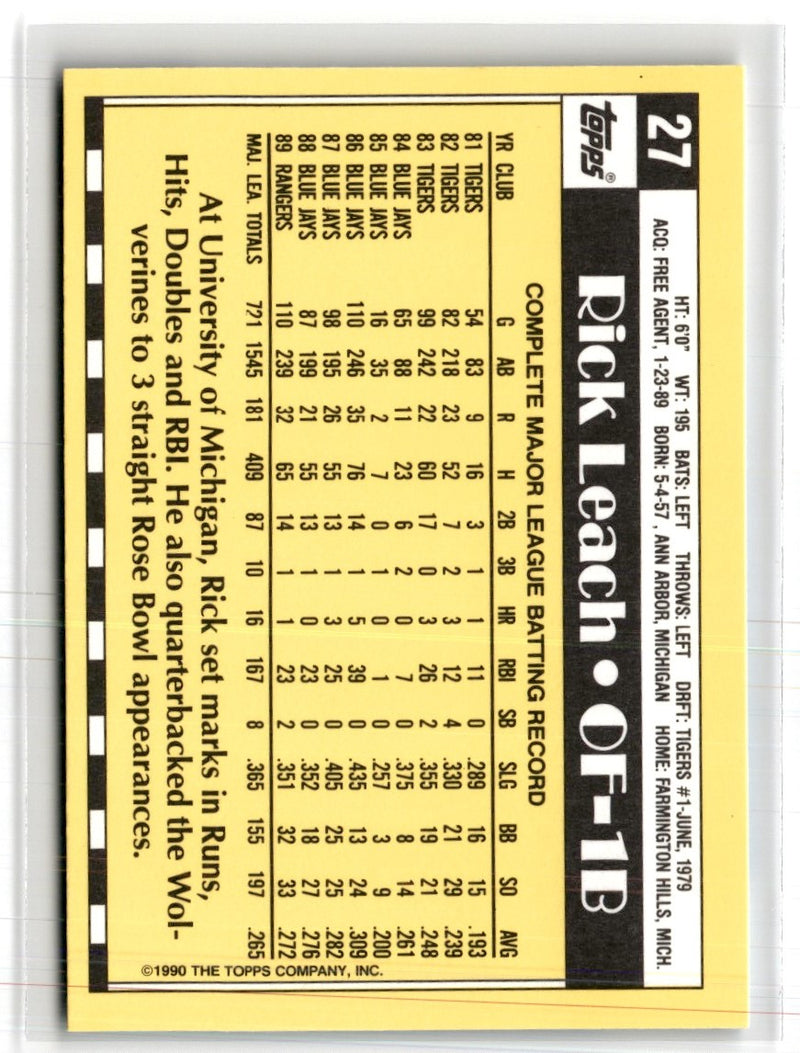 27
HT: 6'0" WT: 195 BATS: LEFT THROWS: LEFT DRFT: TIGERS #1-JUNE, 1979
ACQ: FREE AGENT, 1-23-89 BORN: 5-4-57, ANN ARBOR, MICHIGAN HOME: FARMINGTON HILLS, MICH.
Topps®
Rick Leach • OF-1B
COMPLETE MAJOR LEAGUE BATTING RECORD
YR CLUB G AB R H 2B 3B HR RBI SB SLG BB SO AVG
81 TIGERS 54 83 9 16 3 1 1 11 0 .289 16 15 .193
82 TIGERS 82 218 23 52 7 2 3 12 4 .330 21 29 .239
83 TIGERS 99 242 22 60 17 0 3 26 2 .355 19 21 .248
84 BLUE JAYS 65 88 11 23 6 2 0 7 0 .375 8 14 .261
85 BLUE JAYS 16 35 2 7 0 1 0 1 0 .257 3 9 .200
86 BLUE JAYS 110 246 35 76 14 1 5 39 0 .435 13 24 .309
87 BLUE JAYS 98 195 26 55 13 1 3 25 0 .405 25 25 .282
88 BLUE JAYS 87 199 21 55 13 1 0 23 0 .352 18 27 .276
89 RANGERS 110 239 32 65 14 1 1 23 2 .351 32 33 .272
MAJ. LEA. TOTALS 721 1545 181 409 87 10 16 167 8 .365 155 197 .265
At University of Michigan, Rick set marks in Runs,
Hits, Doubles and RBI. He also quarterbacked the Wol-
verines to 3 straight Rose Bowl appearances.
©1990 THE TOPPS COMPANY, INC.